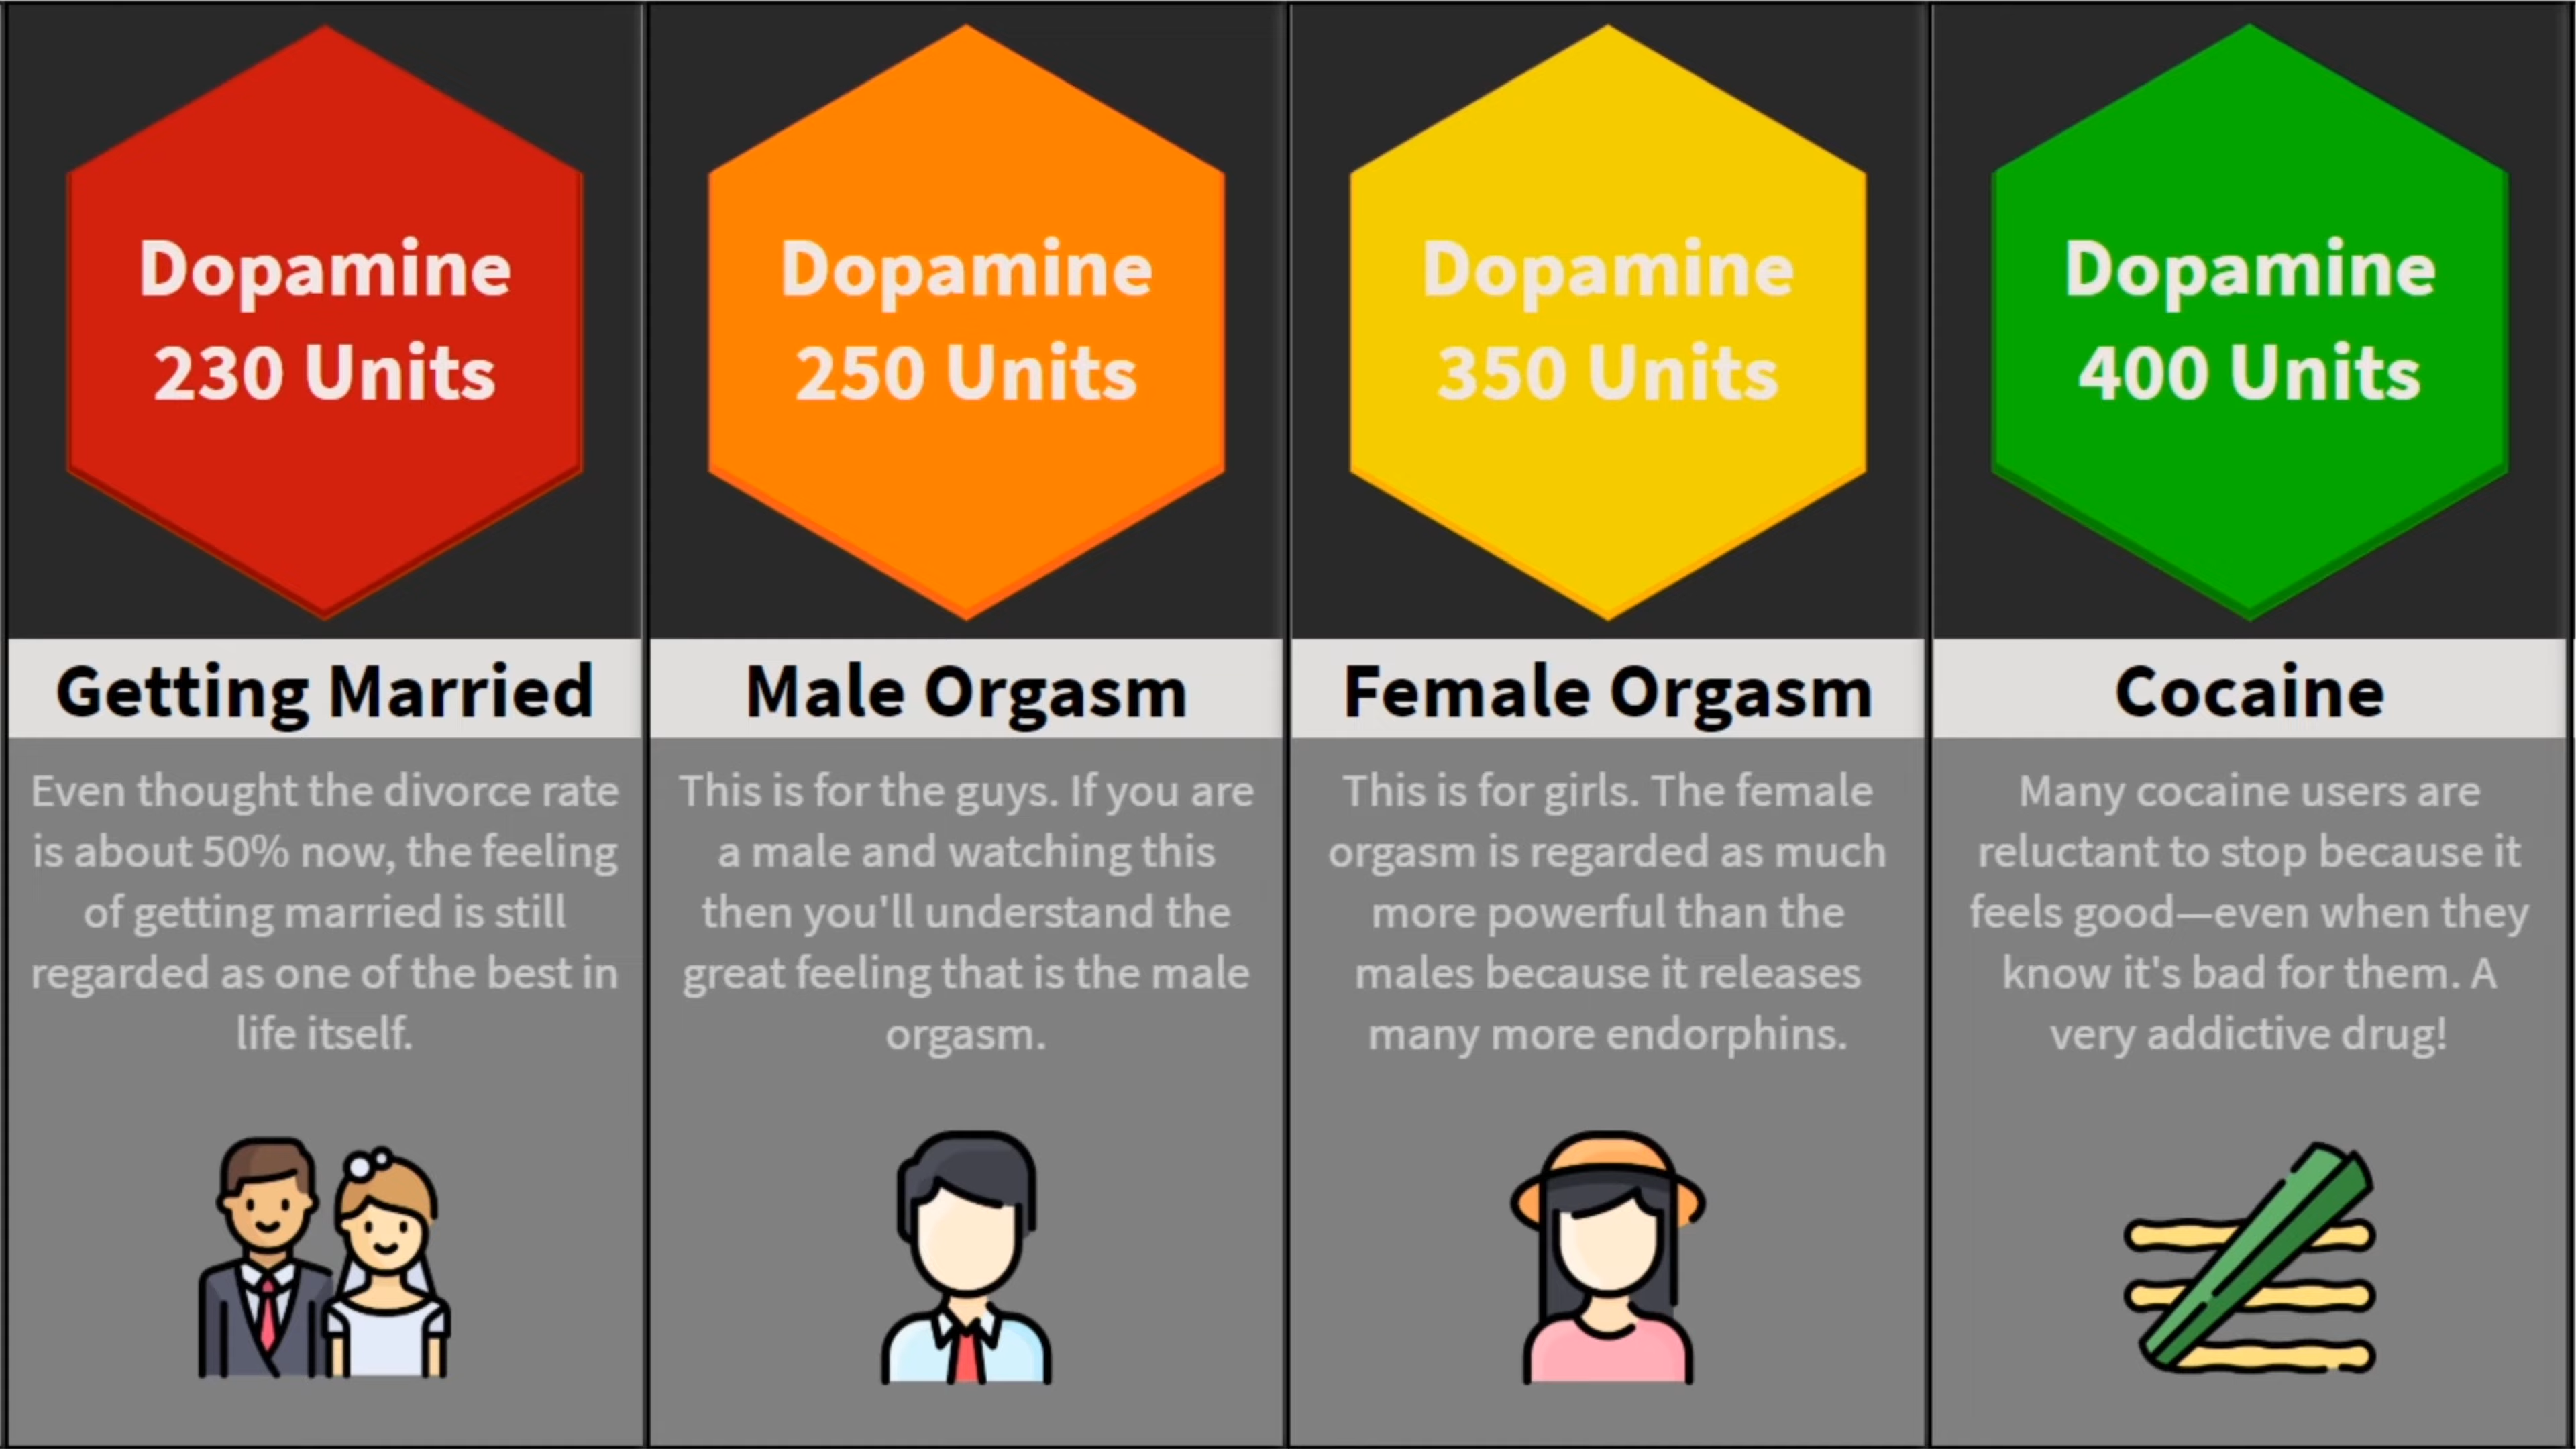 Dopamine
230 Units
Getting Married
Even thought the divorce rate
is about 50% now, the feeling
of getting married is still
regarded as one of the best in
life itself.
Dopamine
250 Units
Male Orgasm
This is for the guys. If you are
a male and watching this
then you'll understand the
great feeling that is the male
orgasm.
Dopamine
350 Units
Female Orgasm
This is for girls. The female
orgasm is regarded as much
more powerful than the
males because it releases
many more endorphins.
Dopamine
400 Units
Cocaine
Many cocaine users are
reluctant to stop because it
feels good—even when they
know it's bad for them. A
very addictive drug!